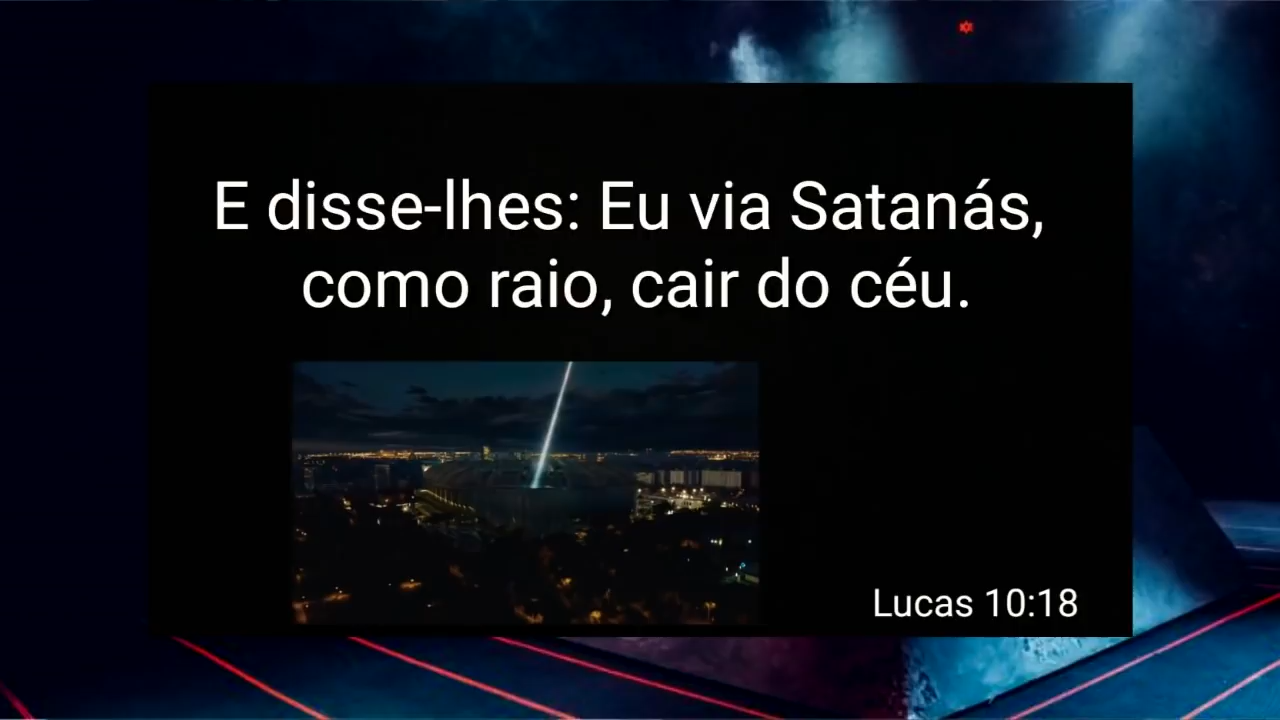 E disse-lhes: Eu via Satanás,
como raio, cair do céu.
Lucas 10:18